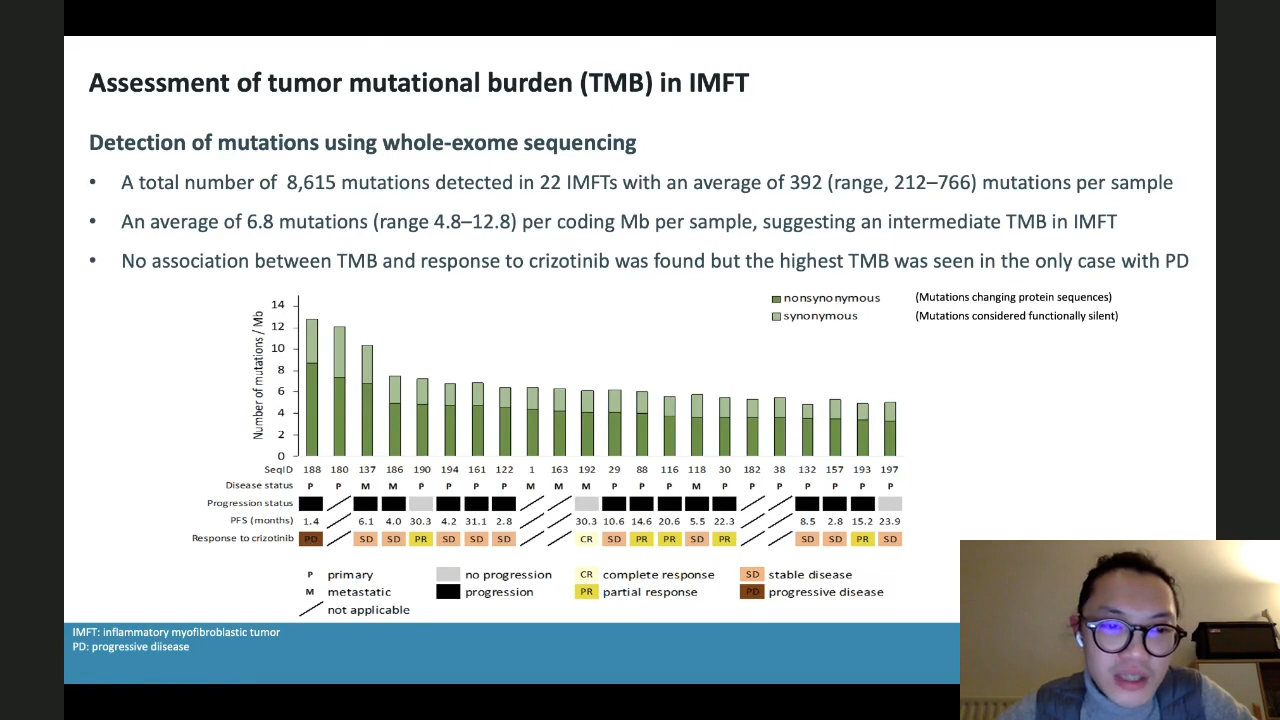 Assessment of tumor mutational burden (TMB) in IMFT
Detection of mutations using whole-exome sequencing
• A total number of 8,615 mutations detected in 22 IMFTs with an average of 392 (range, 212–766) mutations per sample
• An average of 6.8 mutations (range 4.8–12.8) per coding Mb per sample, suggesting an intermediate TMB in IMFT
• No association between TMB and response to crizotinib was found but the highest TMB was seen in the only case with PD
nonsynonymous (Mutations changing protein sequences)
synonymous (Mutations considered functionally silent)
Number of mutations / Mb
14
12
10
8
6
4
2
0
SeqID 188 180 137 186 190 194 161 122 1 163 192 29 88 116 118 30 182 38 132 157 193 197
Disease status P P M M P P P P M M M P P P M P P P P P P P
Progression status
PFS (months) 1.4 6.1 4.0 30.3 4.2 31.1 2.8 30.3 10.6 14.6 20.6 5.5 22.3 8.5 2.8 15.2 23.9
Response to crizotinib PD SD SD PR SD SD SD CR SD PR PR SD PR SD SD PR SD
P primary no progression CR complete response SD stable disease
M metastatic progression PR partial response PD progressive disease
not applicable
IMFT: inflammatory myofibroblastic tumor
PD: progressive diisease